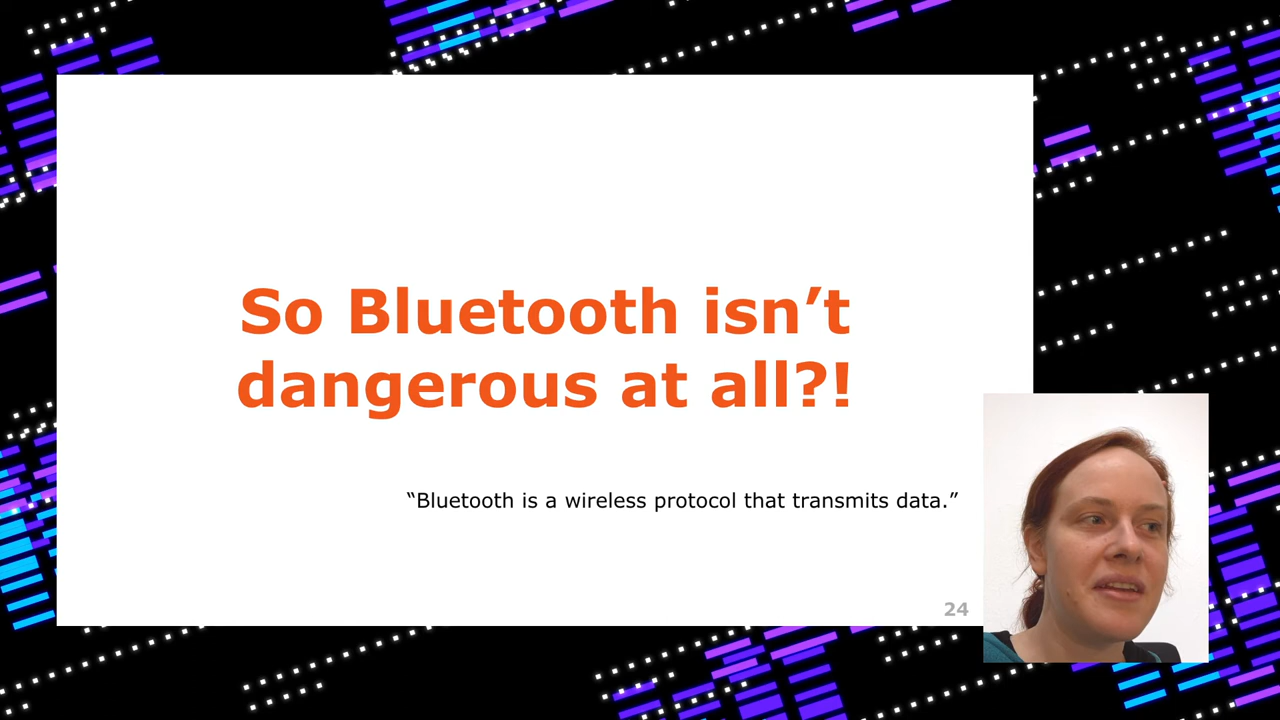 So Bluetooth isn’t
dangerous at all?!
“Bluetooth is a wireless protocol that transmits data.”
24